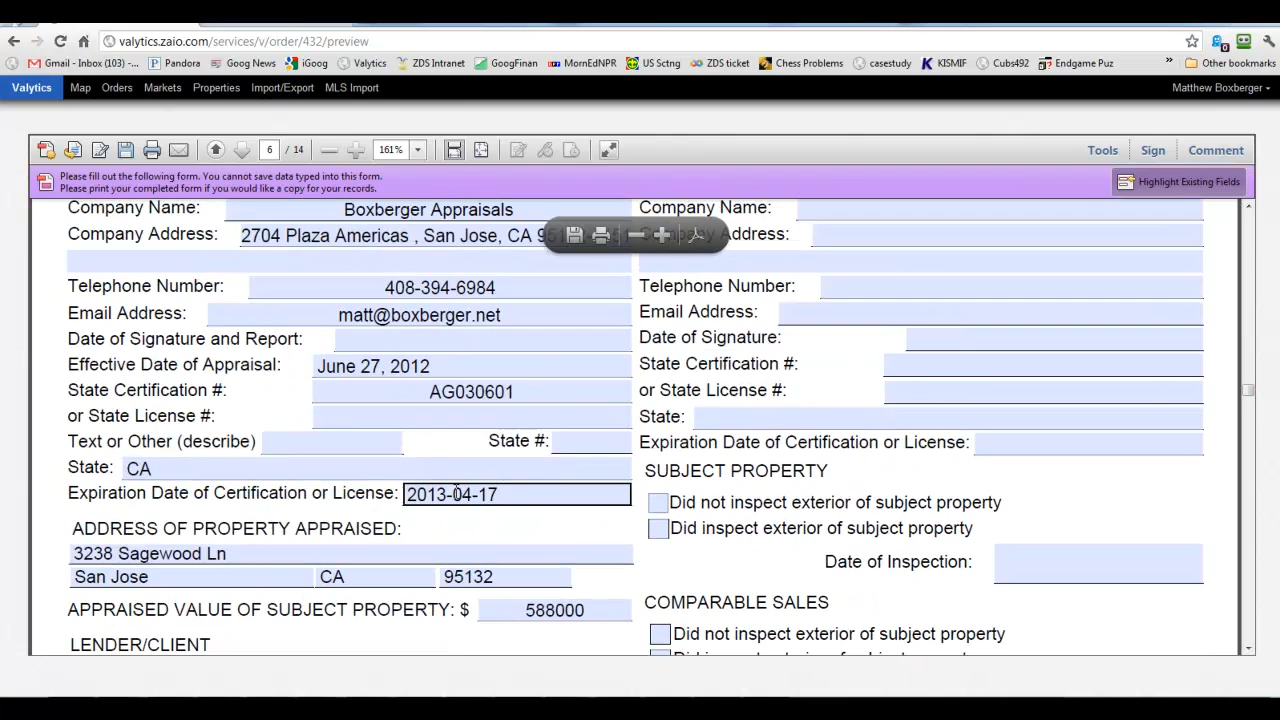 valytics.zaio.com/services/v/order/432/preview
Gmail - Inbox (103) -... Pandora Goog News iGoog Valytics ZDS Intranet GoogFinan MornEdNPR US Sctng ZDS ticket Chess Problems casestudy KISMIF Cubs492 Endgame Puz » Other bookmarks
Valytics Map Orders Markets Properties Import/Export MLS Import Matthew Boxberger
6 / 14 161% Tools Sign Comment
Please fill out the following form. You cannot save data typed into this form.
Please print your completed form if you would like a copy for your records.
Highlight Existing Fields
Company Name: Boxberger Appraisals
Company Address: 2704 Plaza Americas , San Jose, CA
Telephone Number: 408-394-6984
Email Address: matt@boxberger.net
Date of Signature and Report:
Effective Date of Appraisal: June 27, 2012
State Certification #: AG030601
or State License #:
Text or Other (describe) State #:
State: CA
Expiration Date of Certification or License: 2013-04-17
ADDRESS OF PROPERTY APPRAISED:
3238 Sagewood Ln
San Jose CA 95132
APPRAISED VALUE OF SUBJECT PROPERTY: $ 588000
LENDER/CLIENT
Company Name:
Address:
Telephone Number:
Email Address:
Date of Signature:
State Certification #:
or State License #:
State:
Expiration Date of Certification or License:
SUBJECT PROPERTY
Did not inspect exterior of subject property
Did inspect exterior of subject property
Date of Inspection:
COMPARABLE SALES
Did not inspect exterior of subject property